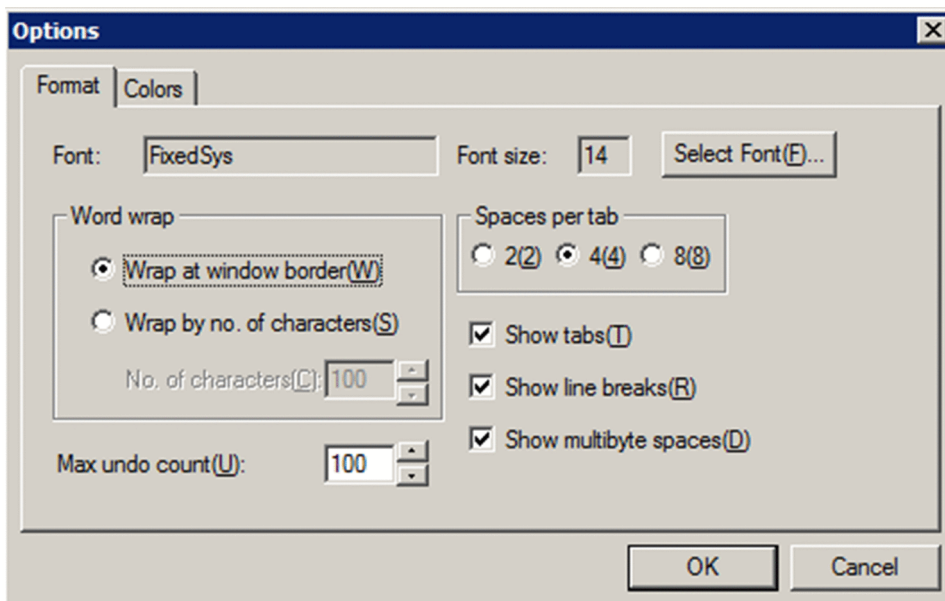 Options
Format Colors
Font: FixedSys Font size: 14 Select Font(F)...
Word wrap
Wrap at window border(W)
Wrap by no. of characters(S)
No. of characters(C): 100
Spaces per tab
2(2) 4(4) 8(8)
Show tabs(T)
Show line breaks(R)
Show multibyte spaces(D)
Max undo count(U): 100
OK Cancel